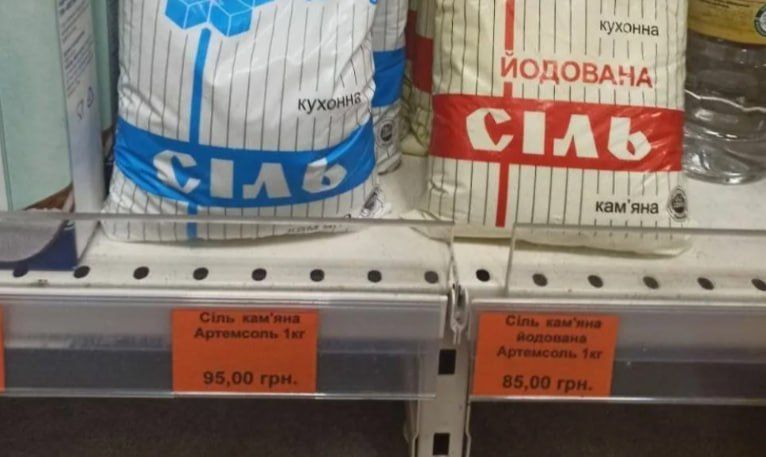 кухонна
СІЛЬ
кухонна
ЙОДОВАНА
СІЛЬ
кам'яна
Сіль кам'яна
Артемсоль 1кг
95,00 грн.
Сіль кам'яна
йодована
Артемсоль 1кг
85,00 грн.